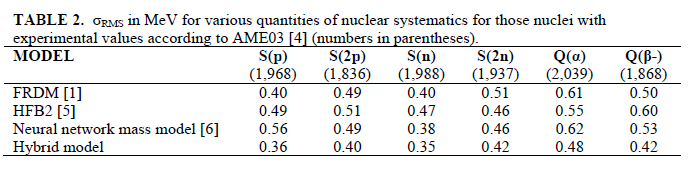 TABLE 2. σRMS in MeV for various quantities of nuclear systematics for those nuclei with
experimental values according to AME03 [4] (numbers in parentheses).
MODEL S(p) S(2p) S(n) S(2n) Q(α) Q(β-)
(1,968) (1,836) (1,988) (1,937) (2,039) (1,868)
FRDM [1] 0.40 0.49 0.40 0.51 0.61 0.50
HFB2 [5] 0.49 0.51 0.47 0.46 0.55 0.60
Neural network mass model [6] 0.56 0.49 0.38 0.46 0.62 0.53
Hybrid model 0.36 0.40 0.35 0.42 0.48 0.42